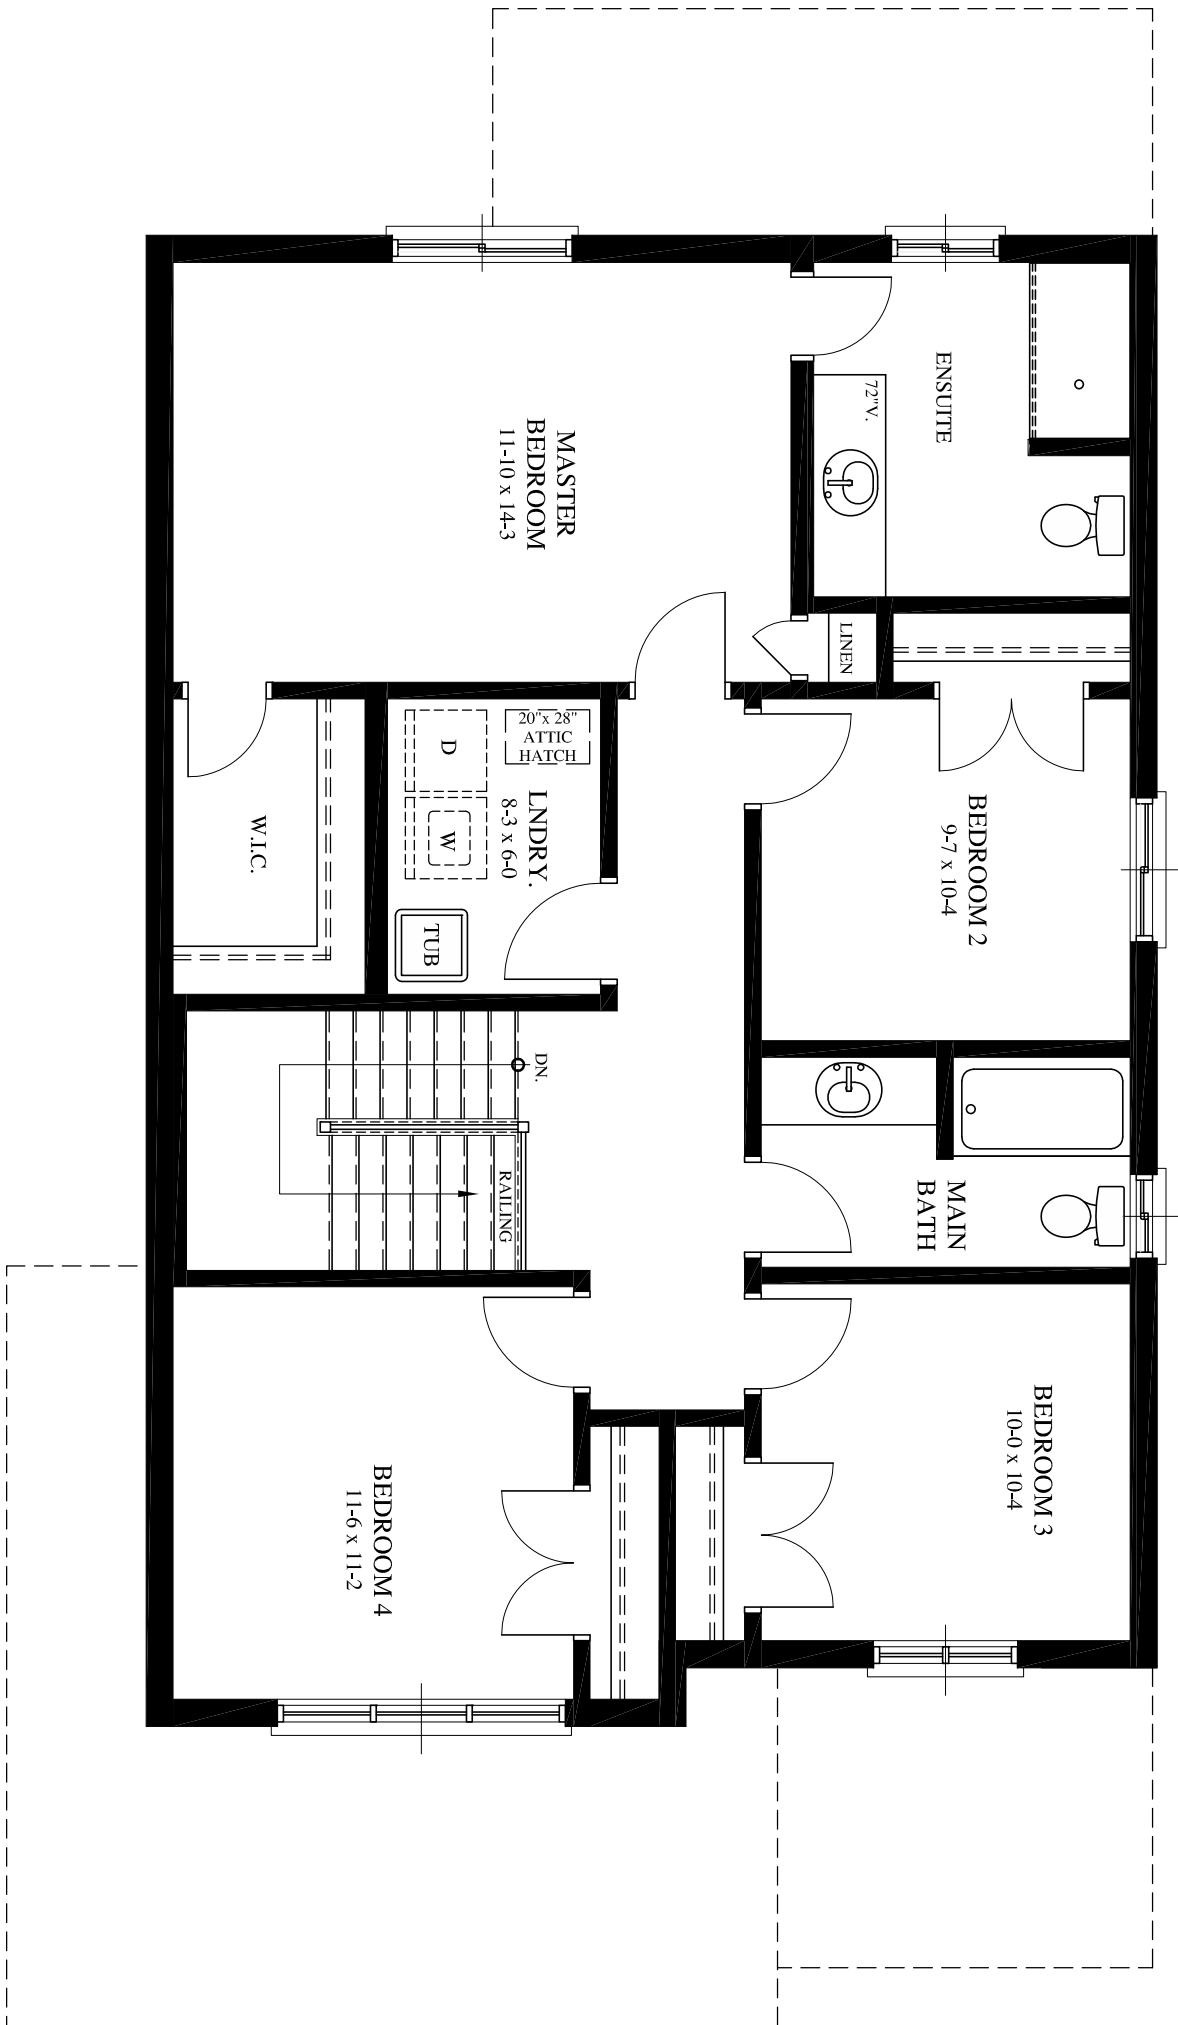 ENSUITE
72"V.
MASTER
BEDROOM
11-10 x 14-3
LINEN
20"x 28"
ATTIC
HATCH
D
W
LNDRY.
8-3 x 6-0
TUB
W.I.C.
BEDROOM 2
9-7 x 10-4
DN.
RAILING
MAIN
BATH
BEDROOM 3
10-0 x 10-4
BEDROOM 4
11-6 x 11-2